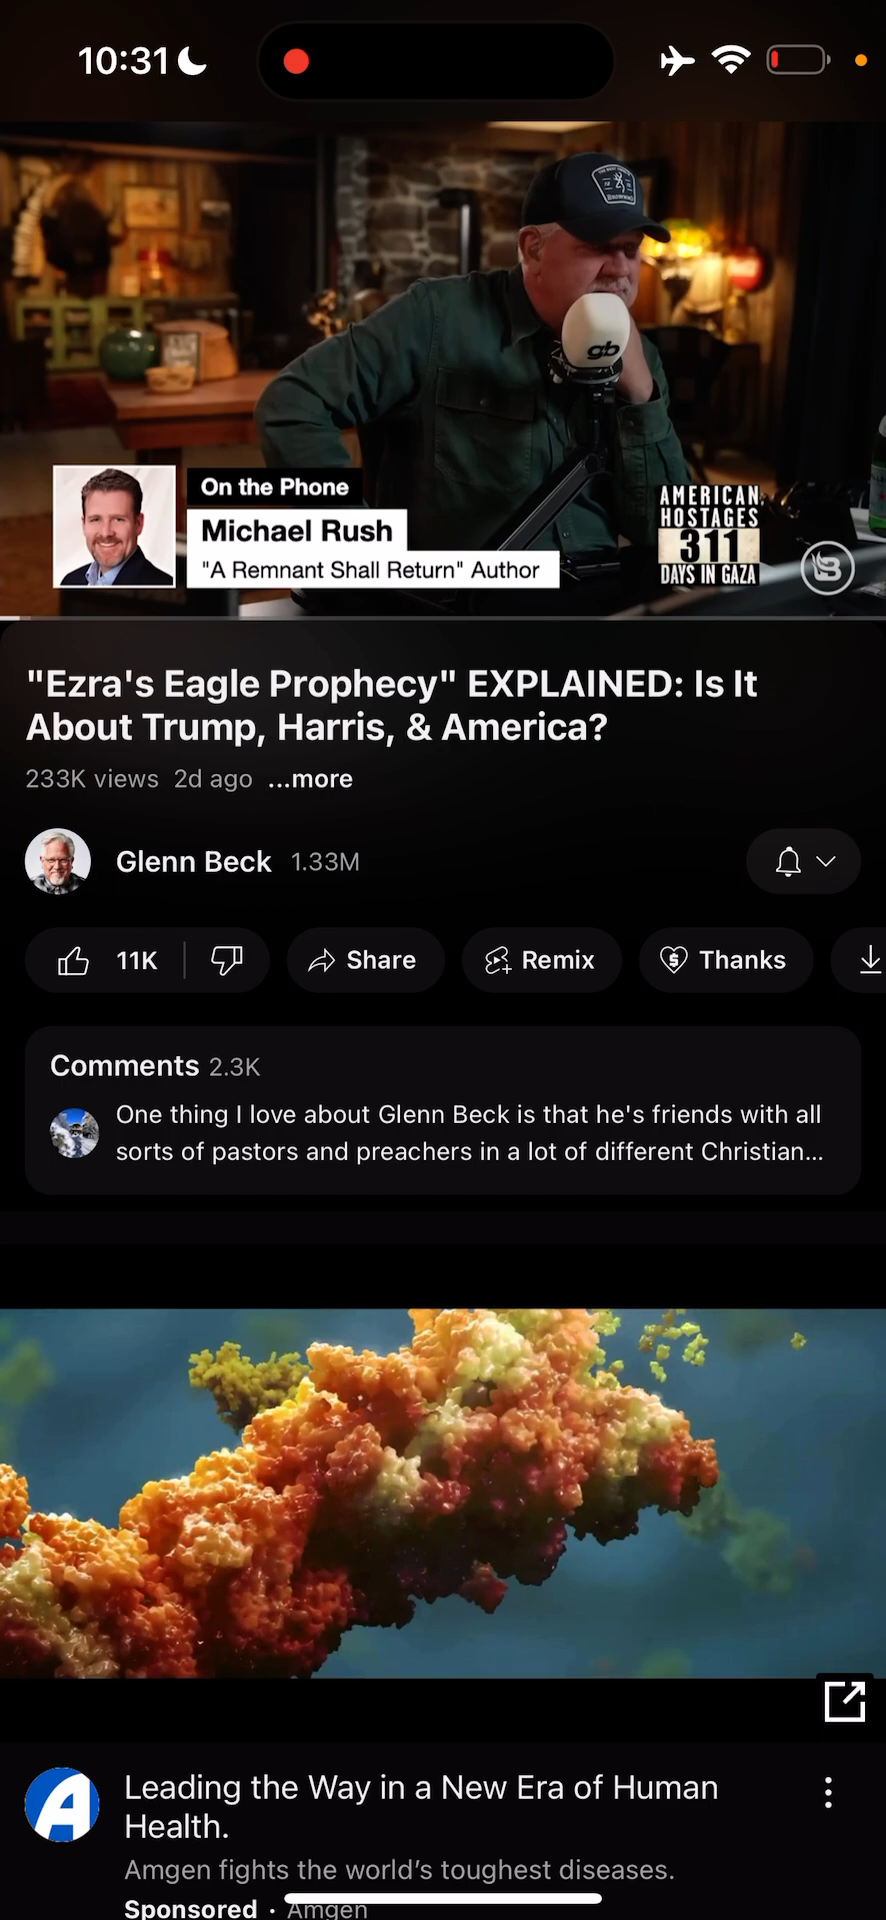 10:31
BROWNING
gb
On the Phone
Michael Rush
"A Remnant Shall Return" Author
AMERICAN
HOSTAGES
311
DAYS IN GAZA
B
"Ezra's Eagle Prophecy" EXPLAINED: Is It
About Trump, Harris, & America?
233K views 2d ago ...more
Glenn Beck 1.33M
11K
Share
Remix
Thanks
Comments 2.3K
One thing I love about Glenn Beck is that he's friends with all
sorts of pastors and preachers in a lot of different Christian...
Leading the Way in a New Era of Human
Health.
Amgen fights the world's toughest diseases.
Sponsored · Amgen